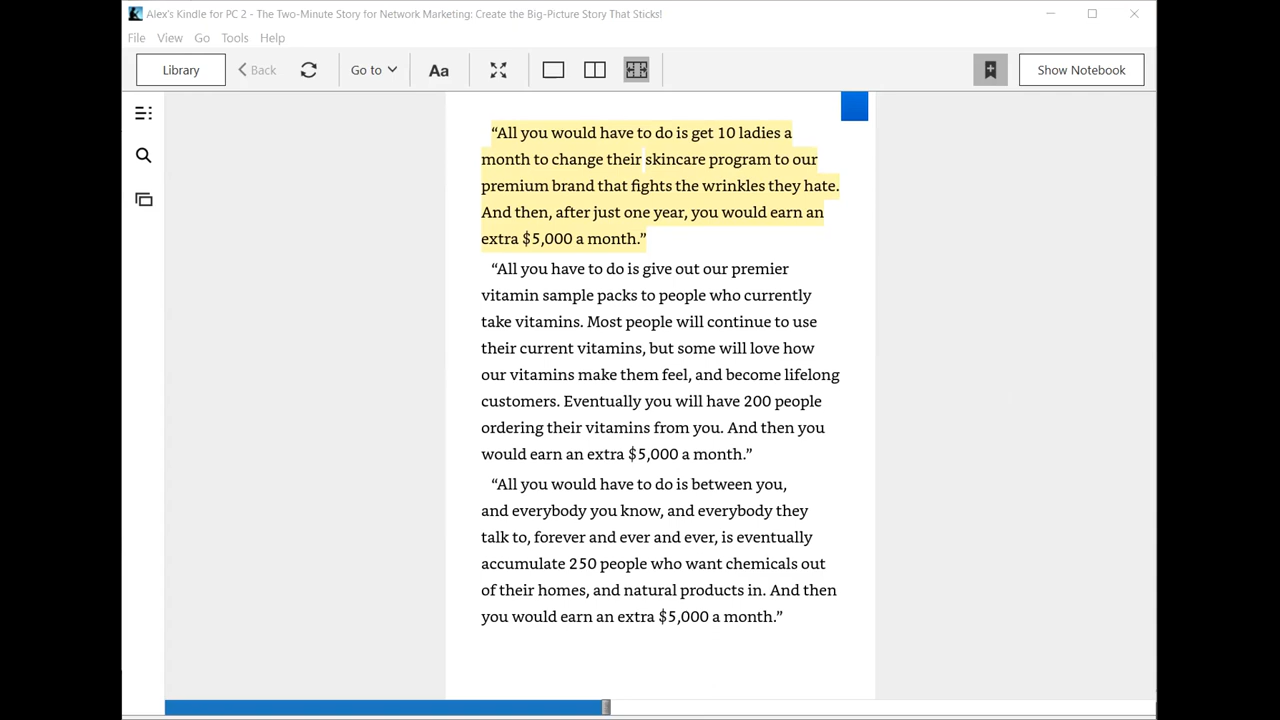 Alex's Kindle for PC 2 - The Two-Minute Story for Network Marketing: Create the Big-Picture Story That Sticks!
File View Go Tools Help
Library Back Go to Aa Show Notebook
“All you would have to do is get 10 ladies a
month to change their skincare program to our
premium brand that fights the wrinkles they hate.
And then, after just one year, you would earn an
extra $5,000 a month.”
“All you have to do is give out our premier
vitamin sample packs to people who currently
take vitamins. Most people will continue to use
their current vitamins, but some will love how
our vitamins make them feel, and become lifelong
customers. Eventually you will have 200 people
ordering their vitamins from you. And then you
would earn an extra $5,000 a month.”
“All you would have to do is between you,
and everybody you know, and everybody they
talk to, forever and ever and ever, is eventually
accumulate 250 people who want chemicals out
of their homes, and natural products in. And then
you would earn an extra $5,000 a month.”